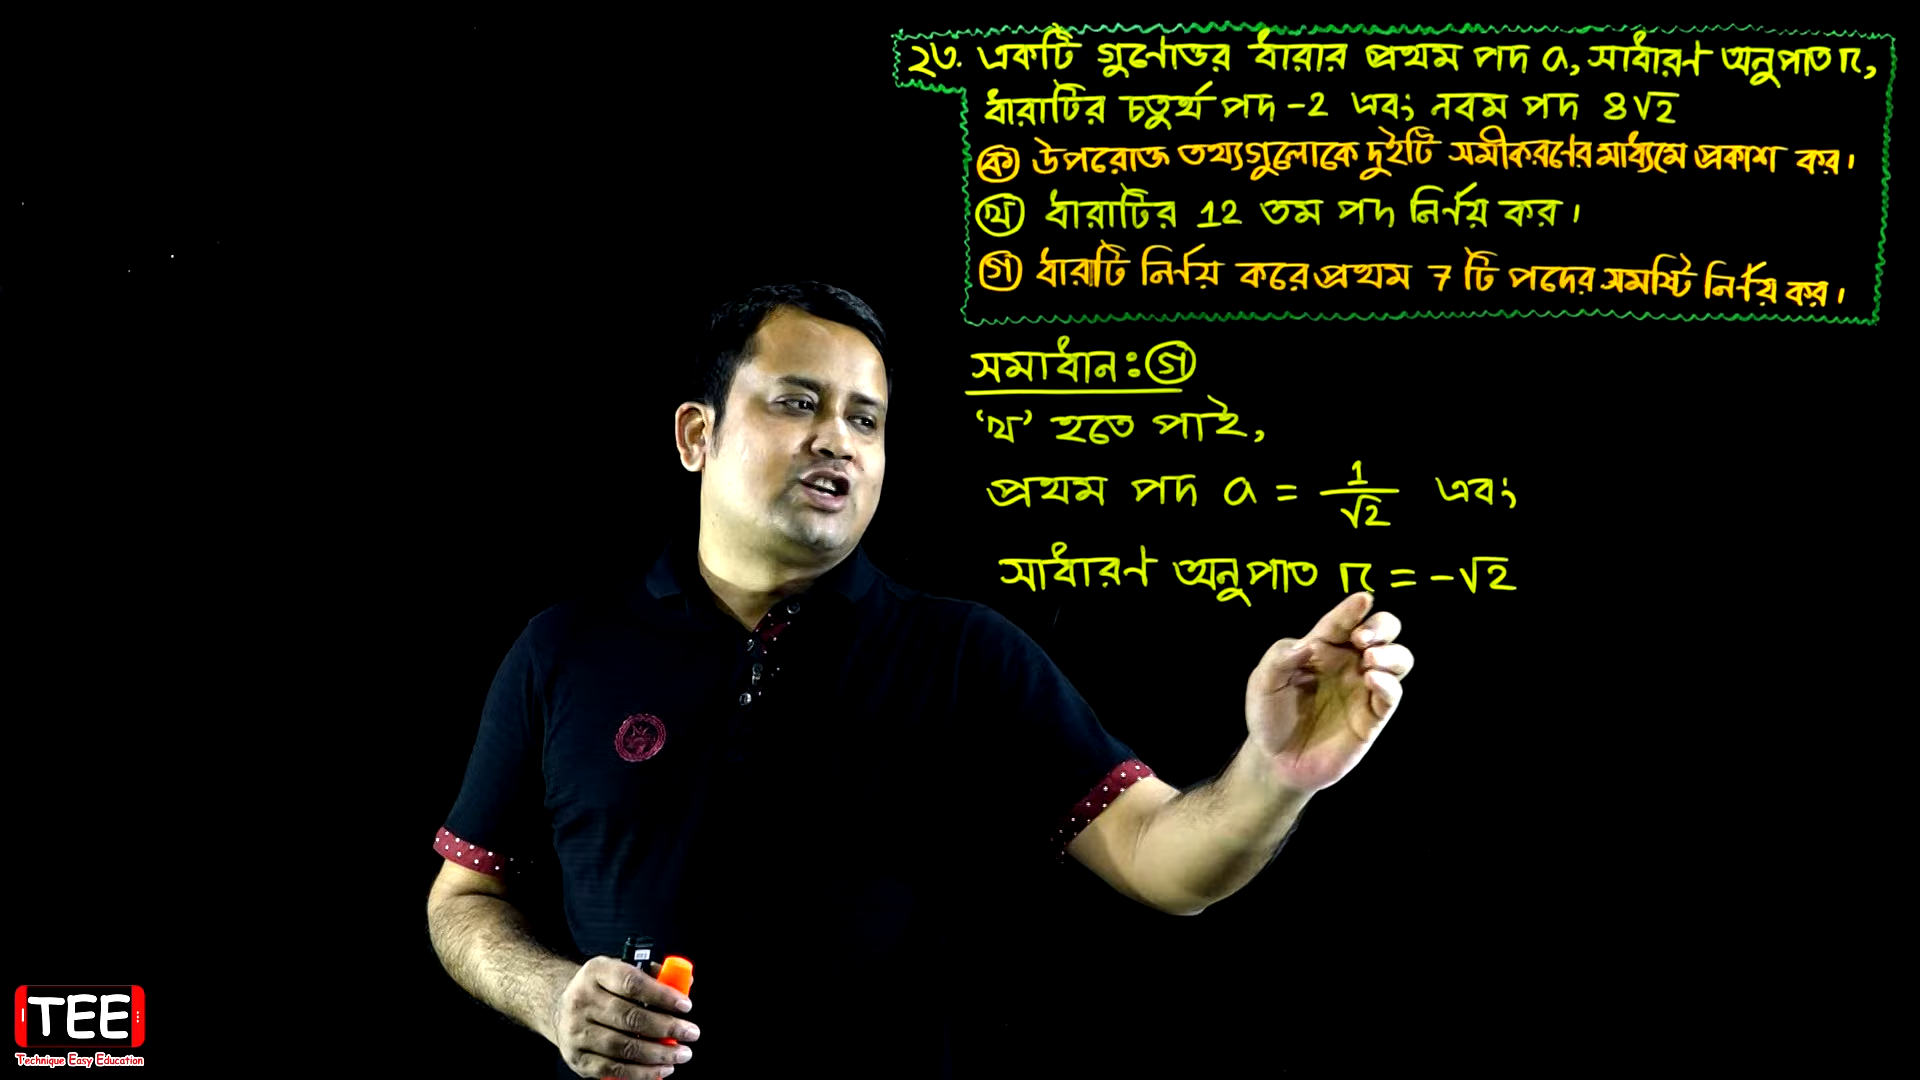 ২৩. একটি গুণোত্তর ধারার প্রথম পদ a, সাধারণ অনুপাত r,
ধারাটির চতুর্থ পদ -2 এবং নবম পদ 8√2
(ক) উপরোক্ত তথ্যগুলোকে দুইটি সমীকরণের মাধ্যমে প্রকাশ কর।
(খ) ধারাটির 12 তম পদ নির্ণয় কর।
(গ) ধারাটি নির্ণয় করে প্রথম 7 টি পদের সমষ্টি নির্ণয় কর।
সমাধান: (গ)
'খ' হতে পাই,
প্রথম পদ a = 1/√2 এবং
সাধারণ অনুপাত r = -√2
TEE
Technique Easy Education